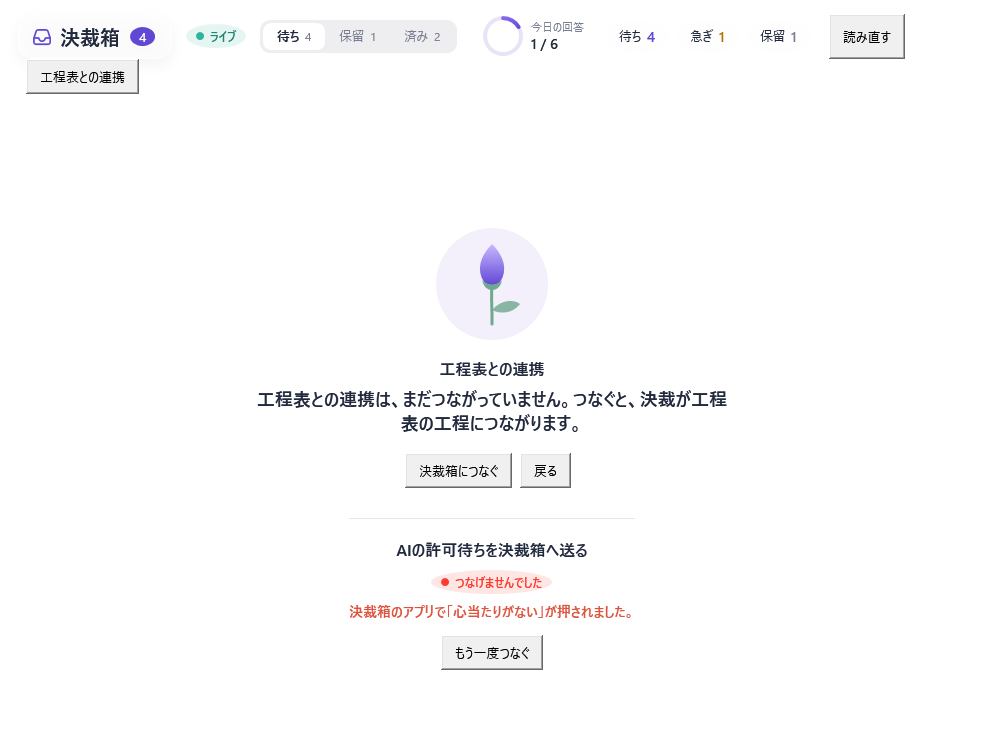 決裁箱 4
ライブ
待ち 4
保留 1
済み 2
今日の回答
1 / 6
待ち 4
急ぎ 1
保留 1
読み直す
工程表との連携
工程表との連携
工程表との連携は、まだつながっていません。つなぐと、決裁が工程
表の工程につながります。
決裁箱につなぐ
戻る
AIの許可待ちを決裁箱へ送る
つなげませんでした
決裁箱のアプリで「心当たりがない」が押されました。
もう一度つなぐ